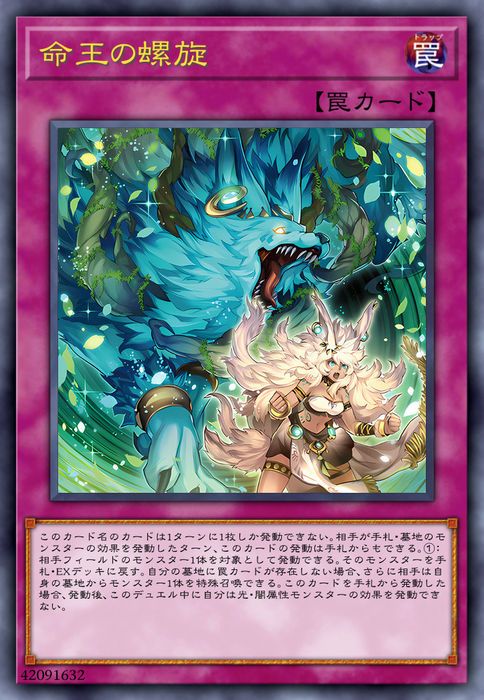 命王の螺旋
トラップ
罠
【罠カード】
このカード名のカードは1ターンに1枚しか発動できない。相手が手札・墓地のモ
ンスターの効果を発動したターン、このカードの発動は手札からもできる。①:
相手フィールドのモンスター1体を対象として発動できる。そのモンスターを手
札・EXデッキに戻す。自分の墓地に罠カードが存在しない場合、さらに相手は自
身の墓地からモンスター1体を特殊召喚できる。このカードを手札から発動した
場合、発動後、このデュエル中に自分は光・闇属性モンスターの効果を発動でき
ない。
42091632